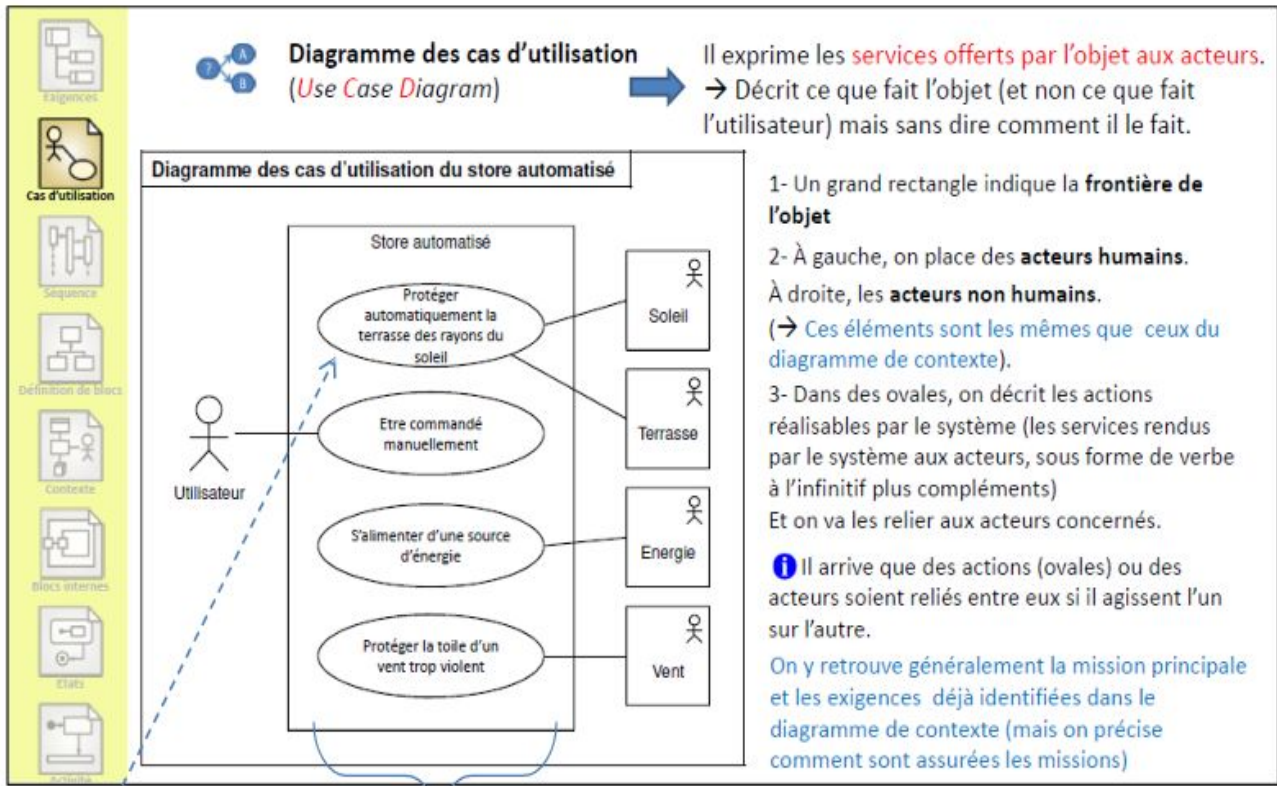 Diagramme des cas d'utilisation
(Use Case Diagram)
Il exprime les services offerts par l'objet aux acteurs.
→ Décrit ce que fait l'objet (et non ce que fait
l'utilisateur) mais sans dire comment il le fait.
?
A
B
Exigences
Cas d'utilisation
Séquence
Définition de blocs
Contexte
Blocs internes
Etats
Activité
Diagramme des cas d'utilisation du store automatisé
Store automatisé
Protéger
automatiquement la
terrasse des rayons du
soleil
Etre commandé
manuellement
S'alimenter d'une source
d'énergie
Protéger la toile d'un
vent trop violent
Utilisateur
Soleil
Terrasse
Energie
Vent
1- Un grand rectangle indique la frontière de
l'objet
2- À gauche, on place des acteurs humains.
À droite, les acteurs non humains.
(→ Ces éléments sont les mêmes que ceux du
diagramme de contexte).
3- Dans des ovales, on décrit les actions
réalisables par le système (les services rendus
par le système aux acteurs, sous forme de verbe
à l'infinitif plus compléments)
Et on va les relier aux acteurs concernés.
i Il arrive que des actions (ovales) ou des
acteurs soient reliés entre eux si il agissent l'un
sur l'autre.
On y retrouve généralement la mission principale
et les exigences déjà identifiées dans le
diagramme de contexte (mais on précise
comment sont assurées les missions)